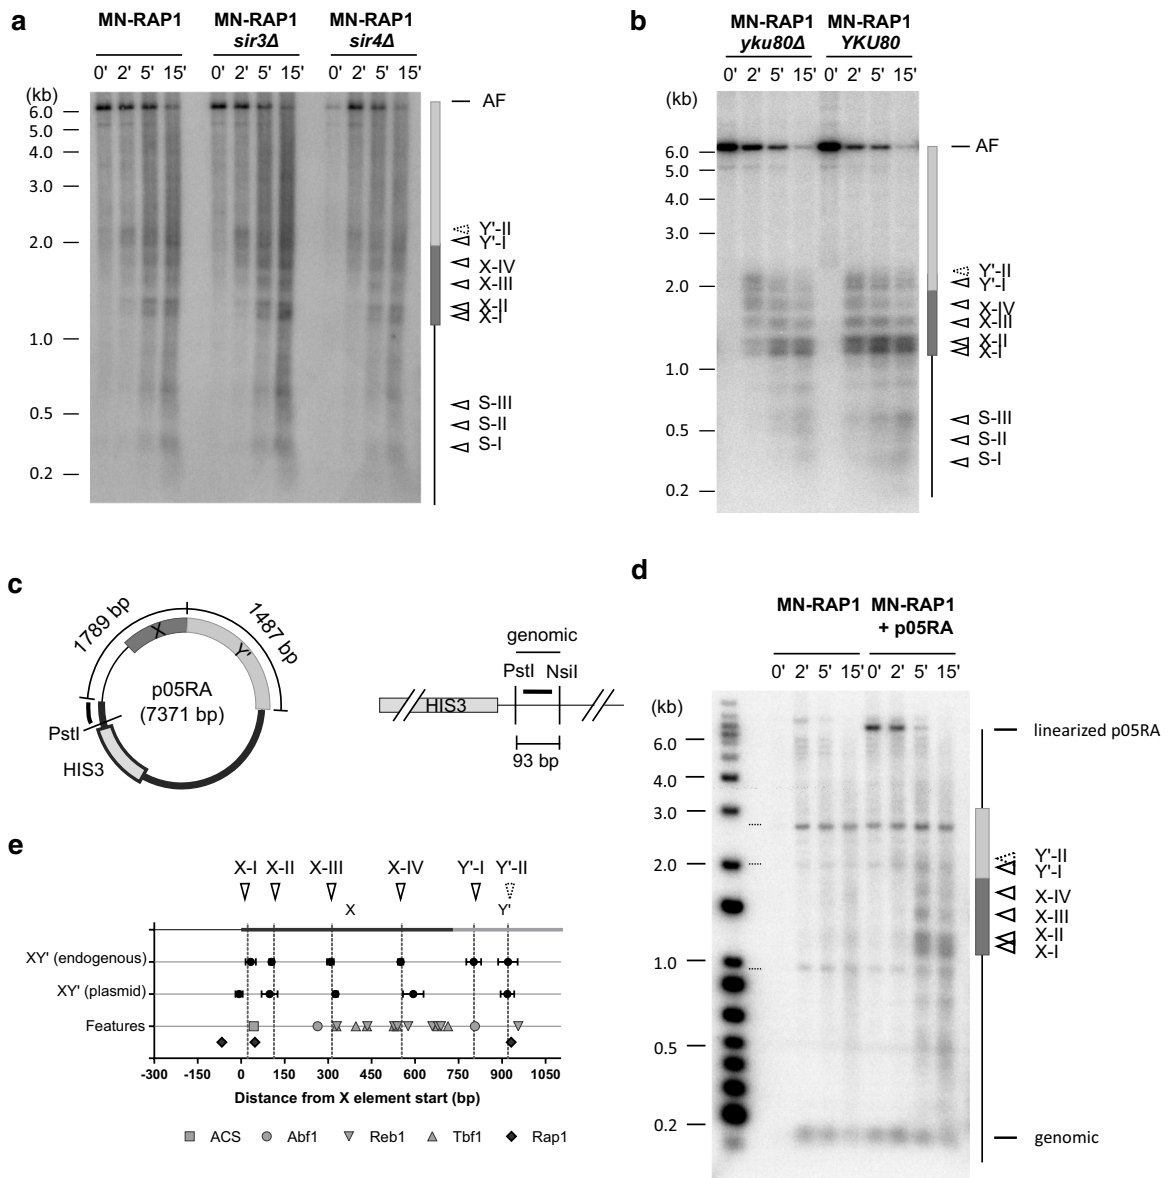 a
MN-RAP1
MN-RAP1
sir3Δ
MN-RAP1
sir4Δ
0' 2' 5' 15' 0' 2' 5' 15' 0' 2' 5' 15'
(kb)
6.0
5.0
4.0
3.0
2.0
1.0
0.5
0.2
AF
Y'-II
Y'-I
X-IV
X-III
X-II
X-I
S-III
S-II
S-I
b
MN-RAP1
yku80Δ
MN-RAP1
YKU80
0' 2' 5' 15' 0' 2' 5' 15'
(kb)
6.0
5.0
4.0
3.0
2.0
1.0
0.5
0.2
AF
Y'-II
Y'-I
X-IV
X-III
X-II
X-I
S-III
S-II
S-I
c
1789 bp
1487 bp
X
Y'
p05RA
(7371 bp)
PstI
HIS3
genomic
PstI NsiI
HIS3
93 bp
d
MN-RAP1
MN-RAP1
+ p05RA
0' 2' 5' 15' 0' 2' 5' 15'
(kb)
6.0
4.0
3.0
2.0
1.0
0.5
0.2
linearized p05RA
Y'-II
Y'-I
X-IV
X-III
X-II
X-I
genomic
e
X-I X-II X-III X-IV Y'-I Y'-II
X Y'
XY' (endogenous)
XY' (plasmid)
Features
-300 -150 0 150 300 450 600 750 900 1050
Distance from X element start (bp)
ACS Abf1 Reb1 Tbf1 Rap1